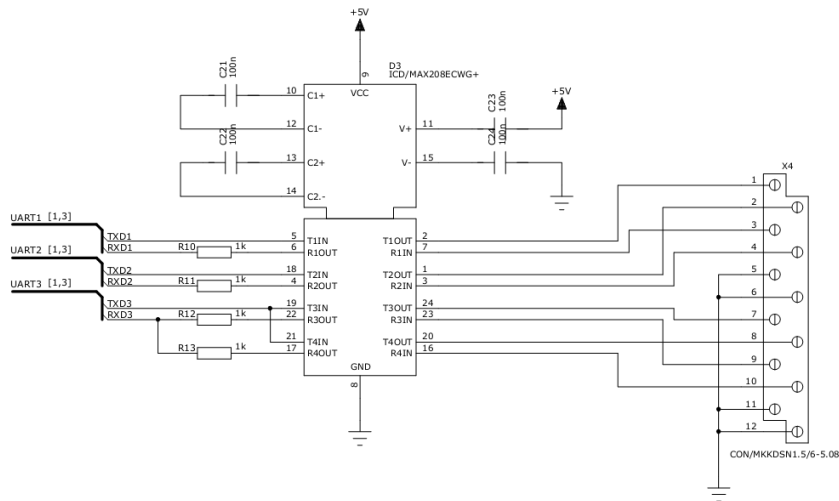 +5V
D3
ICD/MAX208ECWG+
9
VCC
C21
100n
10
C1+
12
C1-
C22
100n
13
C2+
14
C2.-
V+
11
C23
100n
+5V
V-
15
C24
100n
X4
UART1 [1,3]
TXD1
5
T1IN
T1OUT
2
RXD1
R10
1k
6
R1OUT
R1IN
7
UART2 [1,3]
TXD2
18
T2IN
T2OUT
1
RXD2
R11
1k
4
R2OUT
R2IN
3
UART3 [1,3]
TXD3
19
T3IN
T3OUT
24
RXD3
R12
1k
22
R3OUT
R3IN
23
21
T4IN
T4OUT
20
R13
1k
17
R4OUT
R4IN
16
GND
8
1
2
3
4
5
6
7
8
9
10
11
12
CON/MKKDSN1.5/6-5.08